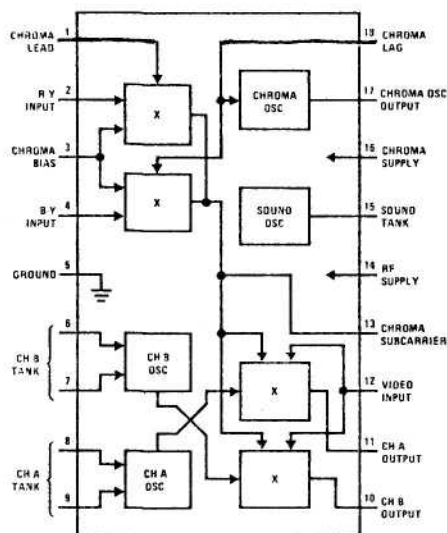 CHROMA LEAD 1
R Y INPUT 2
CHROMA BIAS 3
B Y INPUT 4
GROUND 5
CH B TANK 6
7
CH A TANK 8
9
X
X
CHROMA OSC
SOUND OSC
CH B OSC
CH A OSC
X
X
18 CHROMA LAG
17 CHROMA OSC OUTPUT
16 CHROMA SUPPLY
15 SOUND TANK
14 RF SUPPLY
13 CHROMA SUBCARRIER
12 VIDEO INPUT
11 CH A OUTPUT
10 CH B OUTPUT